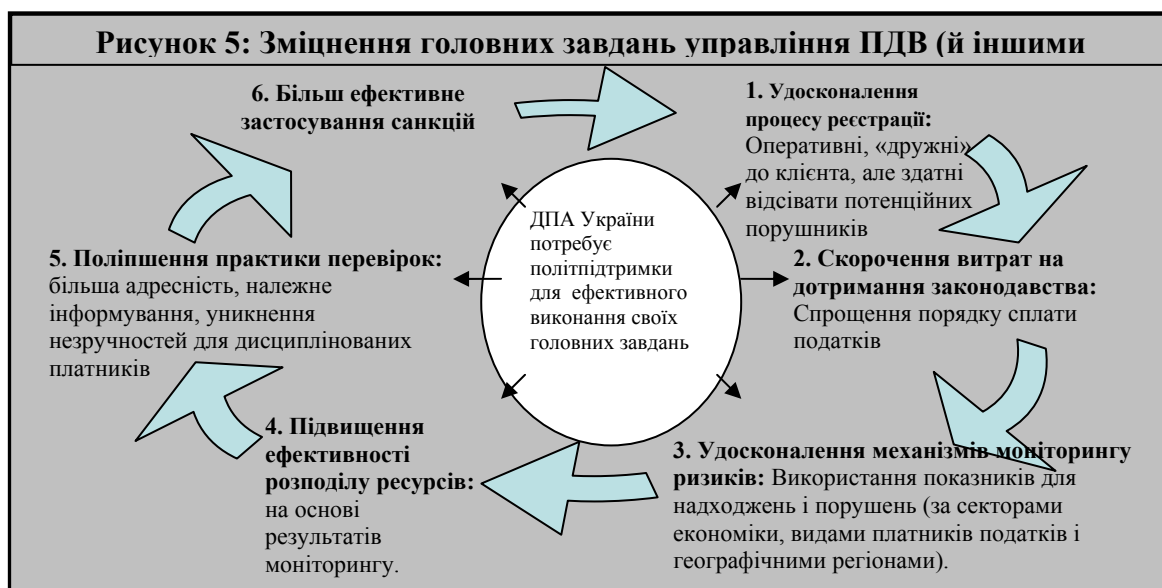 Рисунок 5: Зміцнення головних завдань управління ПДВ (й іншими
6. Більш ефективне
застосування санкцій
1. Удосконалення
процесу реєстрації:
Оперативні, «дружні»
до клієнта, але здатні
відсівати потенційних
порушників
ДПА України
потребує
політпідтримки
для ефективного
виконання своїх
головних завдань
2. Скорочення витрат на
дотримання законодавства:
Спрощення порядку сплати
податків
3. Удосконалення механізмів моніторингу
ризиків: Використання показників для
надходжень і порушень (за секторами
економіки, видами платників податків і
географічними регіонами).
4. Підвищення
ефективності
розподілу ресурсів:
на основі
результатів
моніторингу.
5. Поліпшення практики перевірок:
більша адресність, належне
інформування, уникнення
незручностей для дисциплінованих
платників